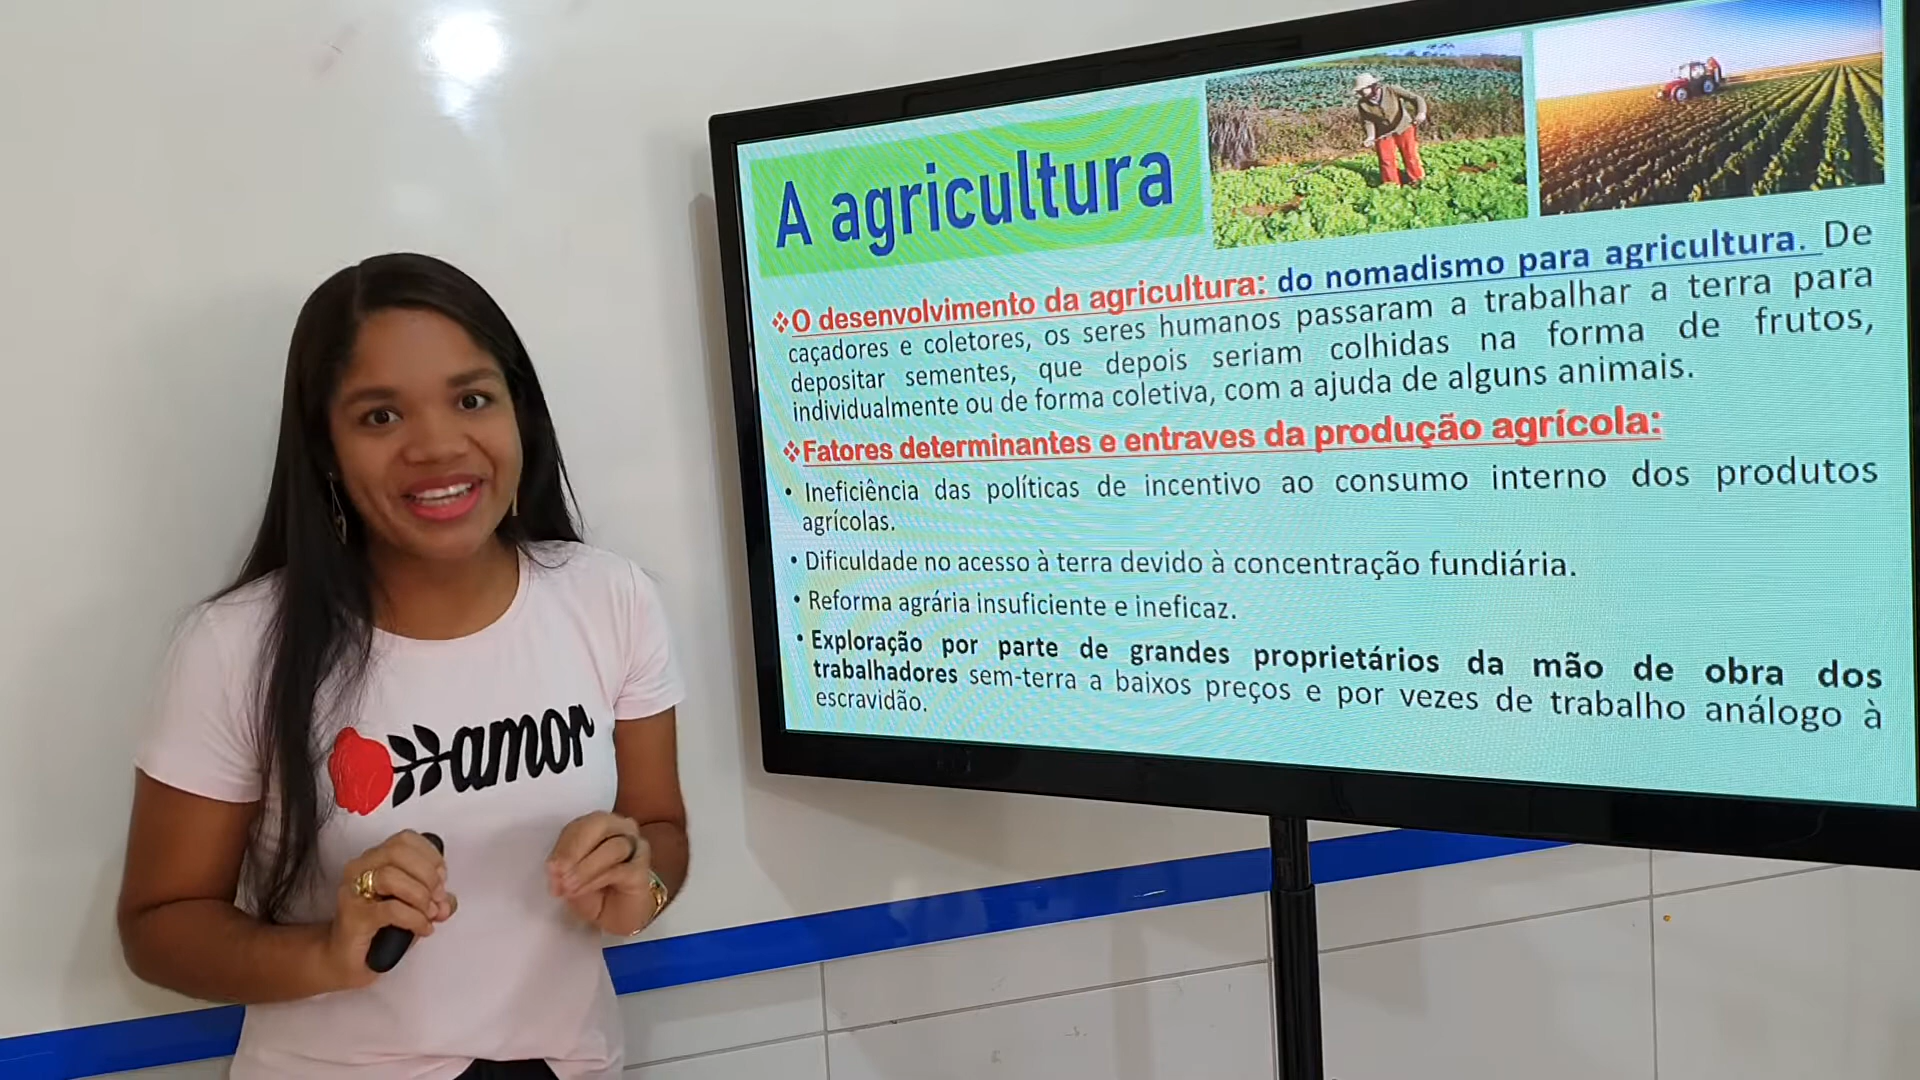 A agricultura
❖O desenvolvimento da agricultura: do nomadismo para agricultura. De
caçadores e coletores, os seres humanos passaram a trabalhar a terra para
depositar sementes, que depois seriam colhidas na forma de frutos,
individualmente ou de forma coletiva, com a ajuda de alguns animais.
❖Fatores determinantes e entraves da produção agrícola:
• Ineficiência das políticas de incentivo ao consumo interno dos produtos
agrícolas.
• Dificuldade no acesso à terra devido à concentração fundiária.
• Reforma agrária insuficiente e ineficaz.
• Exploração por parte de grandes proprietários da mão de obra dos
trabalhadores sem-terra a baixos preços e por vezes de trabalho análogo à
escravidão.
amor